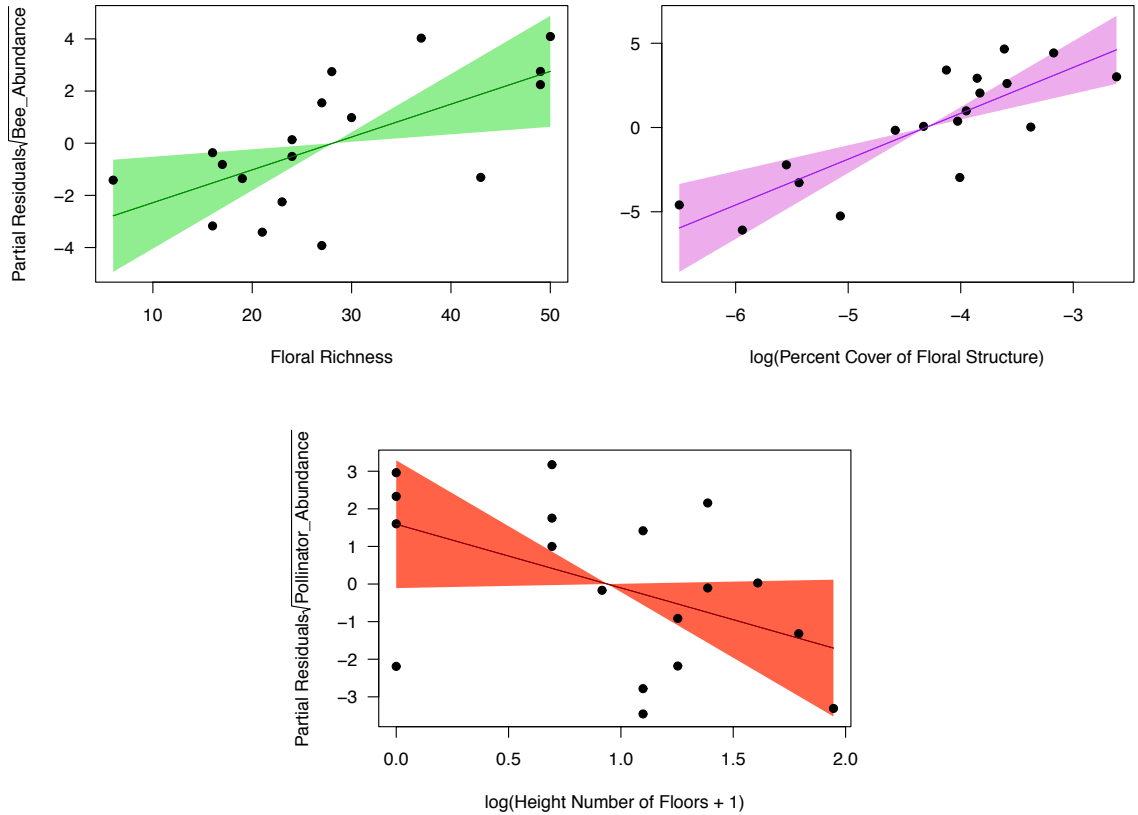 Partial Residuals√Bee_Abundance
4
2
0
−2
−4
10 20 30 40 50
Floral Richness
5
0
−5
−6 −5 −4 −3
log(Percent Cover of Floral Structure)
Partial Residuals√Pollinator_Abundance
3
2
1
0
−1
−2
−3
0.0 0.5 1.0 1.5 2.0
log(Height Number of Floors + 1)